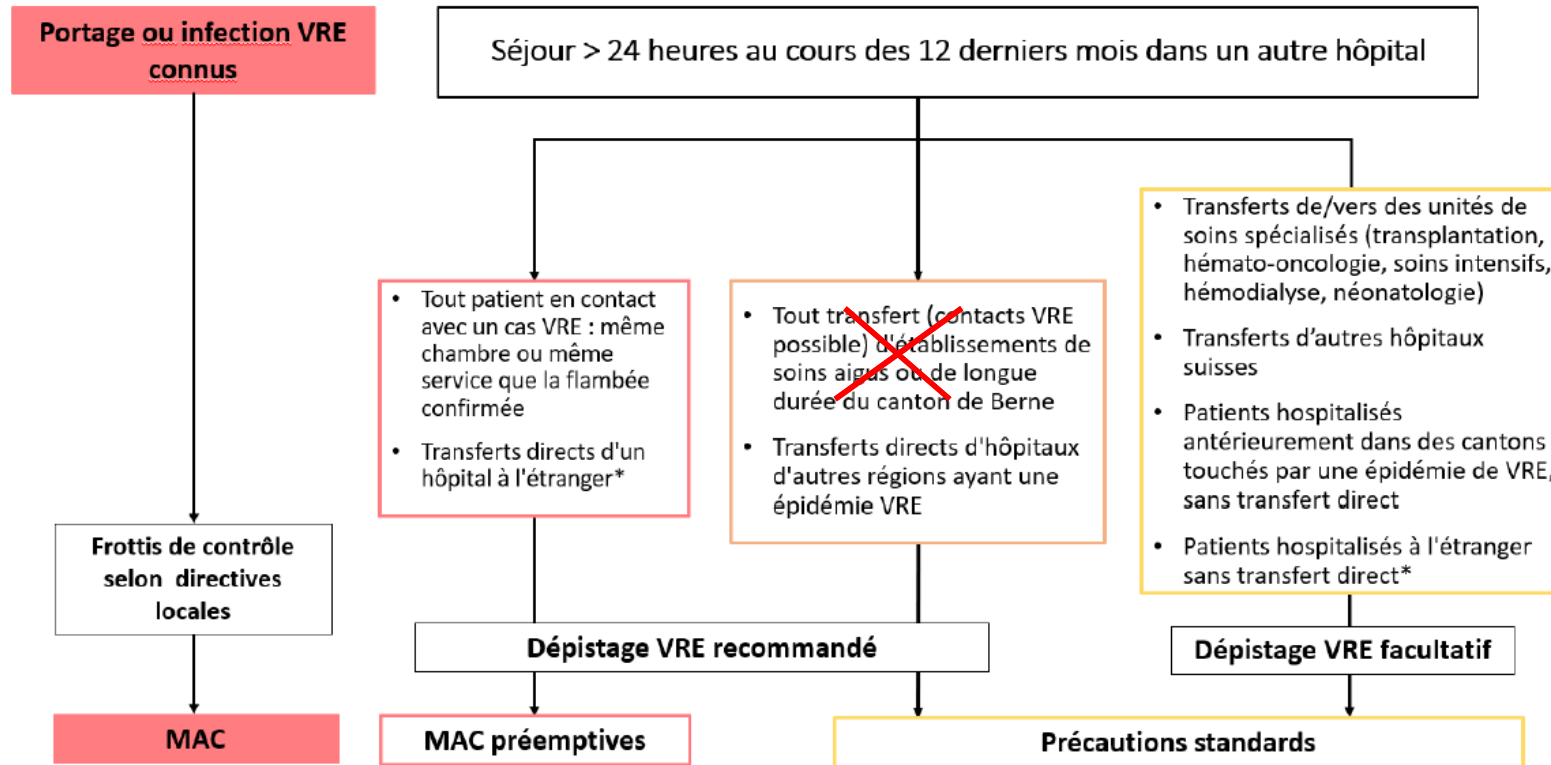 Portage ou infection VRE
connus
Séjour > 24 heures au cours des 12 derniers mois dans un autre hôpital
• Tout patient en contact
avec un cas VRE : même
chambre ou même
service que la flambée
confirmée
• Transferts directs d'un
hôpital à l'étranger*
• Tout transfert (contacts VRE
possible) d'établissements de
soins aigus ou de longue
durée du canton de Berne
• Transferts directs d'hôpitaux
d'autres régions ayant une
épidémie VRE
• Transferts de/vers des unités de
soins spécialisés (transplantation,
hémato-oncologie, soins intensifs,
hémodialyse, néonatologie)
• Transferts d’autres hôpitaux
suisses
• Patients hospitalisés
antérieurement dans des cantons
touchés par une épidémie de VRE,
sans transfert direct
• Patients hospitalisés à l'étranger
sans transfert direct*
Frottis de contrôle
selon directives
locales
Dépistage VRE recommandé
Dépistage VRE facultatif
MAC
MAC préemptives
Précautions standards